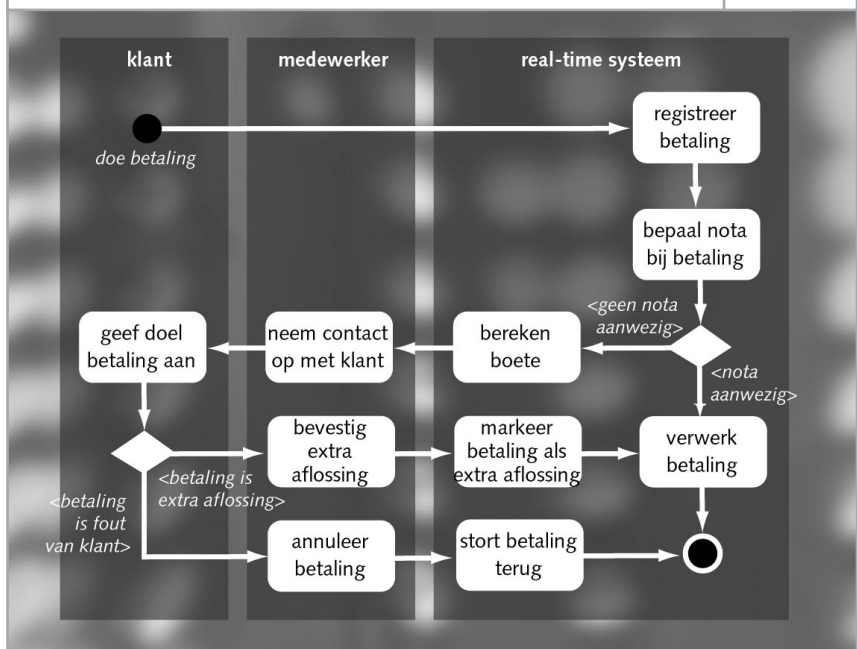 klant
medewerker
real-time systeem
doe betaling
registreer
betaling
bepaal nota
bij betaling
<geen nota
aanwezig>
<nota
aanwezig>
geef doel
betaling aan
neem contact
op met klant
bereken
boete
bevestig
extra
aflossing
markeer
betaling als
extra aflossing
verwerk
betaling
<betaling is
extra aflossing>
<betaling
is fout
van klant>
annuleer
betaling
stort betaling
terug